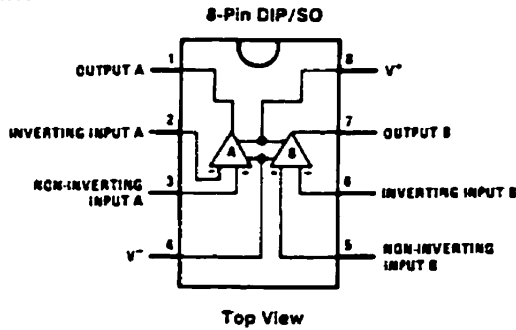 8-Pin DIP/SO
OUTPUT A
1
8
V+
INVERTING INPUT A
2
7
OUTPUT B
A
B
NON-INVERTING
INPUT A
3
6
INVERTING INPUT B
V-
4
5
NON-INVERTING
INPUT B
Top View